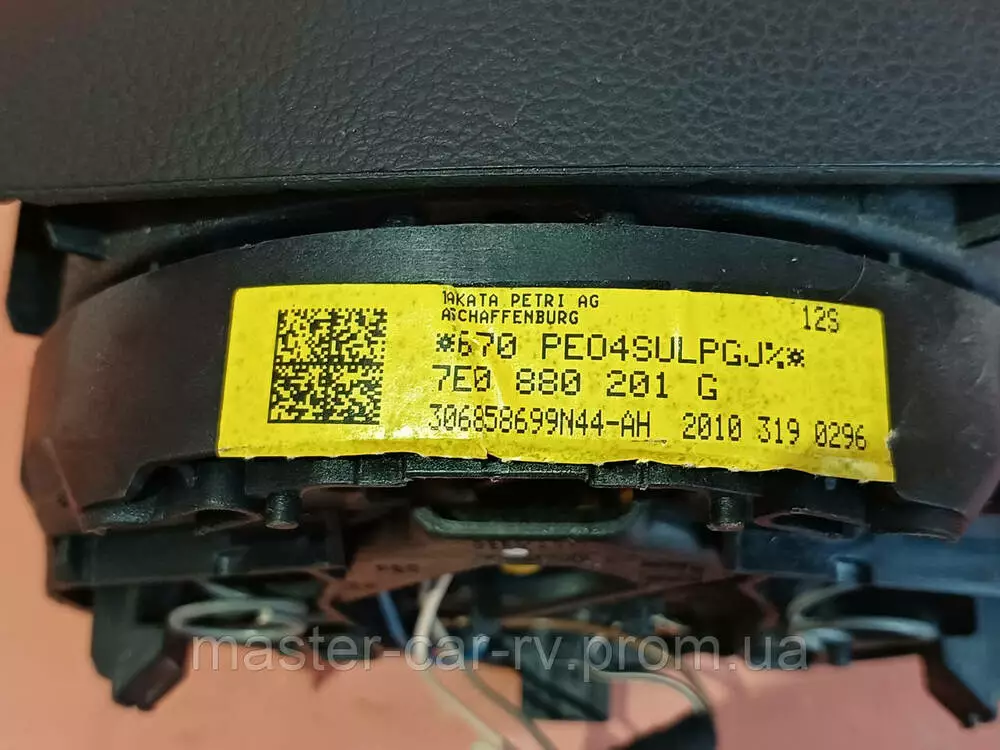 TAKATA PETRI AG
ASCHAFFENBURG
12S
*670 PE04SULPGJ%*
7E0 880 201 G
306858699N44-AH 2010 319 0296
master-car-rv.prom.ua